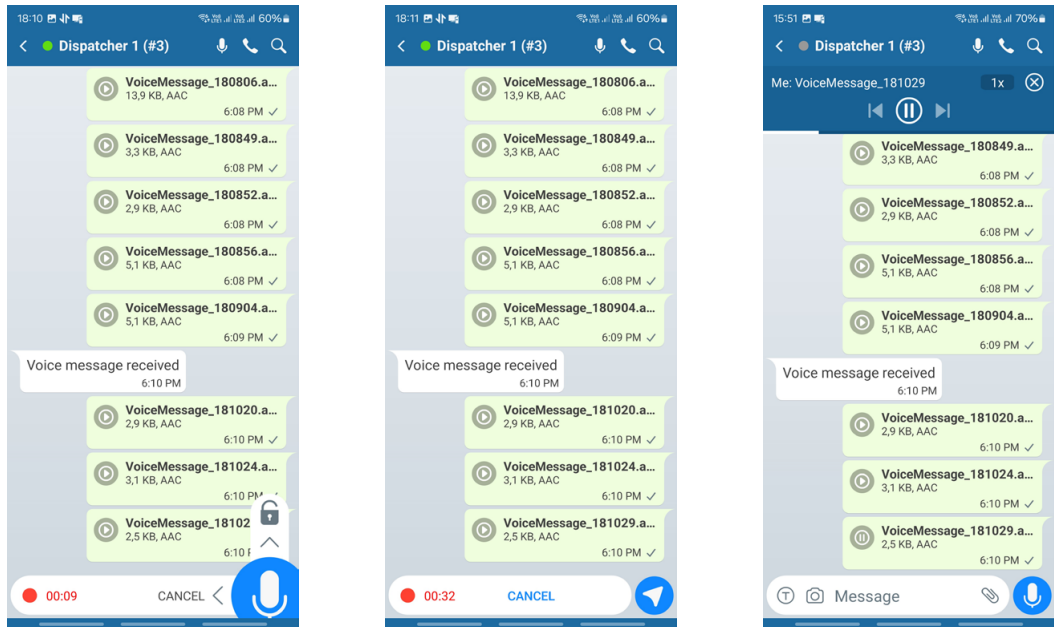 18:10 60%
Dispatcher 1 (#3)
VoiceMessage_180806.a...
13,9 KB, AAC
6:08 PM
VoiceMessage_180849.a...
3,3 KB, AAC
6:08 PM
VoiceMessage_180852.a...
2,9 KB, AAC
6:08 PM
VoiceMessage_180856.a...
5,1 KB, AAC
6:08 PM
VoiceMessage_180904.a...
5,1 KB, AAC
6:09 PM
Voice message received
6:10 PM
VoiceMessage_181020.a...
2,9 KB, AAC
6:10 PM
VoiceMessage_181024.a...
3,1 KB, AAC
6:10 PM
VoiceMessage_18102
2,5 KB, AAC
6:10 P
00:09 CANCEL
18:11 60%
Dispatcher 1 (#3)
VoiceMessage_180806.a...
13,9 KB, AAC
6:08 PM
VoiceMessage_180849.a...
3,3 KB, AAC
6:08 PM
VoiceMessage_180852.a...
2,9 KB, AAC
6:08 PM
VoiceMessage_180856.a...
5,1 KB, AAC
6:08 PM
VoiceMessage_180904.a...
5,1 KB, AAC
6:09 PM
Voice message received
6:10 PM
VoiceMessage_181020.a...
2,9 KB, AAC
6:10 PM
VoiceMessage_181024.a...
3,1 KB, AAC
6:10 PM
VoiceMessage_181029.a...
2,5 KB, AAC
6:10 PM
00:32 CANCEL
15:51 70%
Dispatcher 1 (#3)
Me: VoiceMessage_181029 1x
VoiceMessage_180849.a...
3,3 KB, AAC
6:08 PM
VoiceMessage_180852.a...
2,9 KB, AAC
6:08 PM
VoiceMessage_180856.a...
5,1 KB, AAC
6:08 PM
VoiceMessage_180904.a...
5,1 KB, AAC
6:09 PM
Voice message received
6:10 PM
VoiceMessage_181020.a...
2,9 KB, AAC
6:10 PM
VoiceMessage_181024.a...
3,1 KB, AAC
6:10 PM
VoiceMessage_181029.a...
2,5 KB, AAC
6:10 PM
T Message